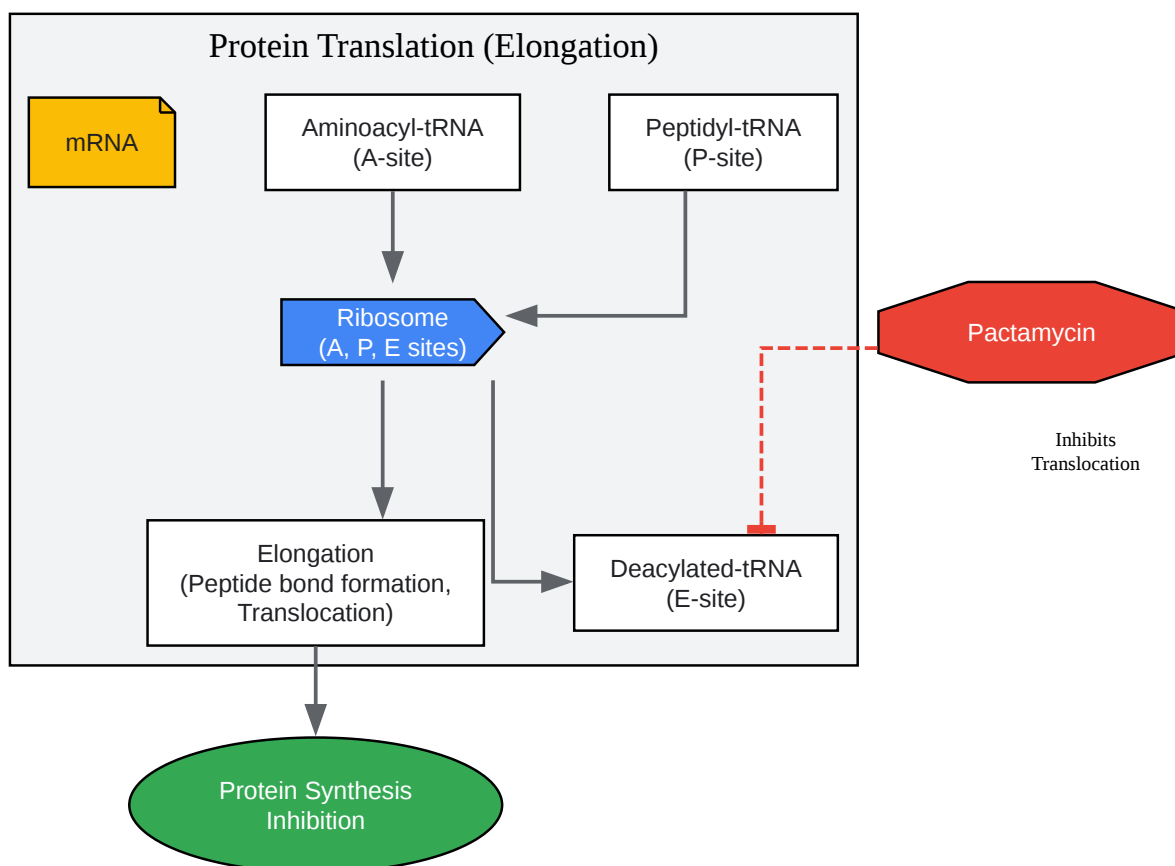 Protein Translation (Elongation)
mRNA
Aminoacyl-tRNA
(A-site)
Peptidyl-tRNA
(P-site)
Ribosome
(A, P, E sites)
Pactamycin
Inhibits
Translocation
Elongation
(Peptide bond formation,
Translocation)
Deacylated-tRNA
(E-site)
Protein Synthesis
Inhibition